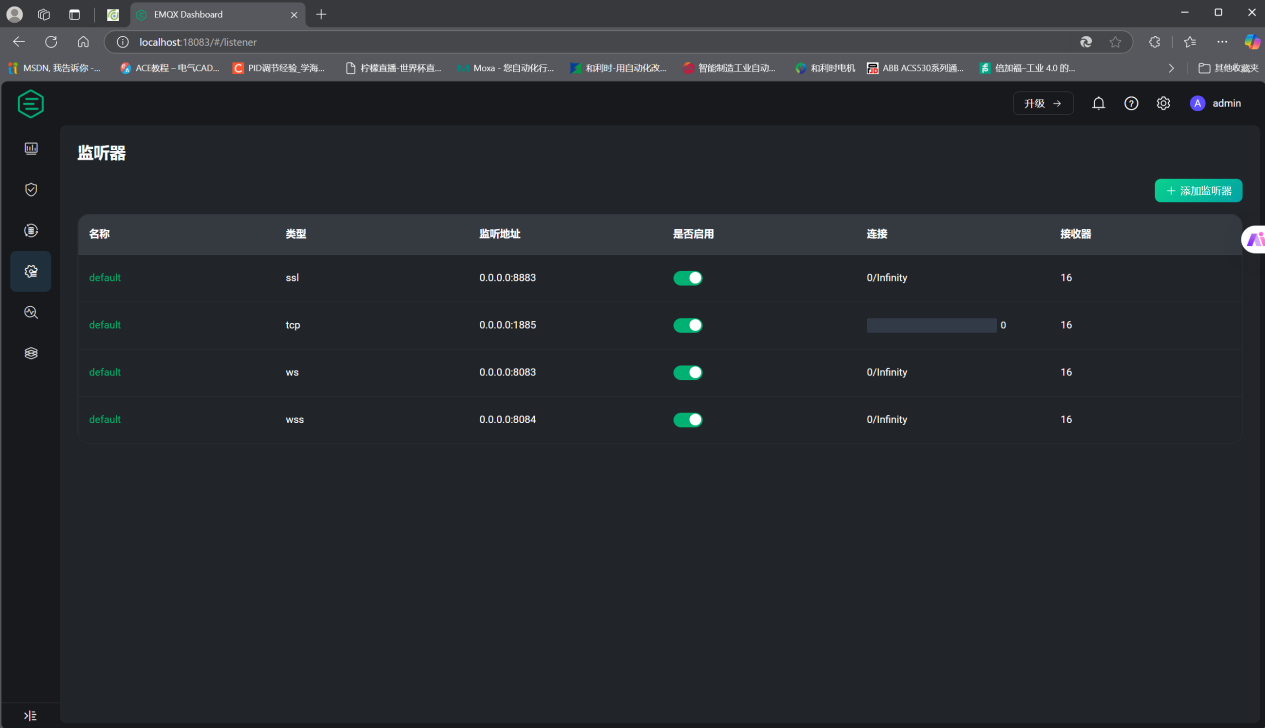 EMQX Dashboard
localhost:18083/#/listener
MSDN, 我告诉你 -...
ACE教程 – 电气CAD...
PID调节经验_学海...
柠檬直播-世界杯直...
Moxa - 您自动化行...
和利时-用自动化改...
智能制造工业自动...
和利时电机
ABB ACS530系列通...
倍加福–工业 4.0 的...
其他收藏夹
升级 →
A admin
监听器
+ 添加监听器
名称 类型 监听地址 是否启用 连接 接收器
default ssl 0.0.0.0:8883 0/Infinity 16
default tcp 0.0.0.0:1885 0 16
default ws 0.0.0.0:8083 0/Infinity 16
default wss 0.0.0.0:8084 0/Infinity 16